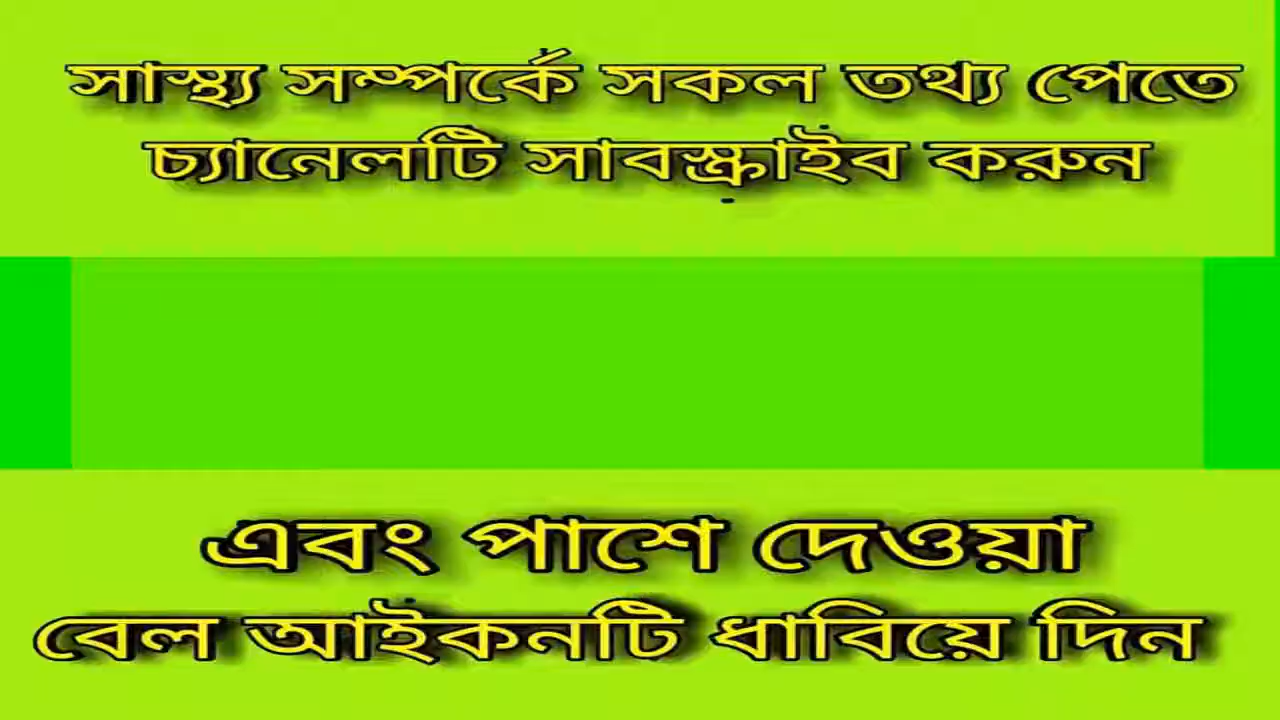 সাস্থ্য সম্পর্কে সকল তথ্য পেতে
চ্যানেলটি সাবস্ক্রাইব করুন
এবং পাশে দেওয়া
বেল আইকনটি ধাবিয়ে দিন